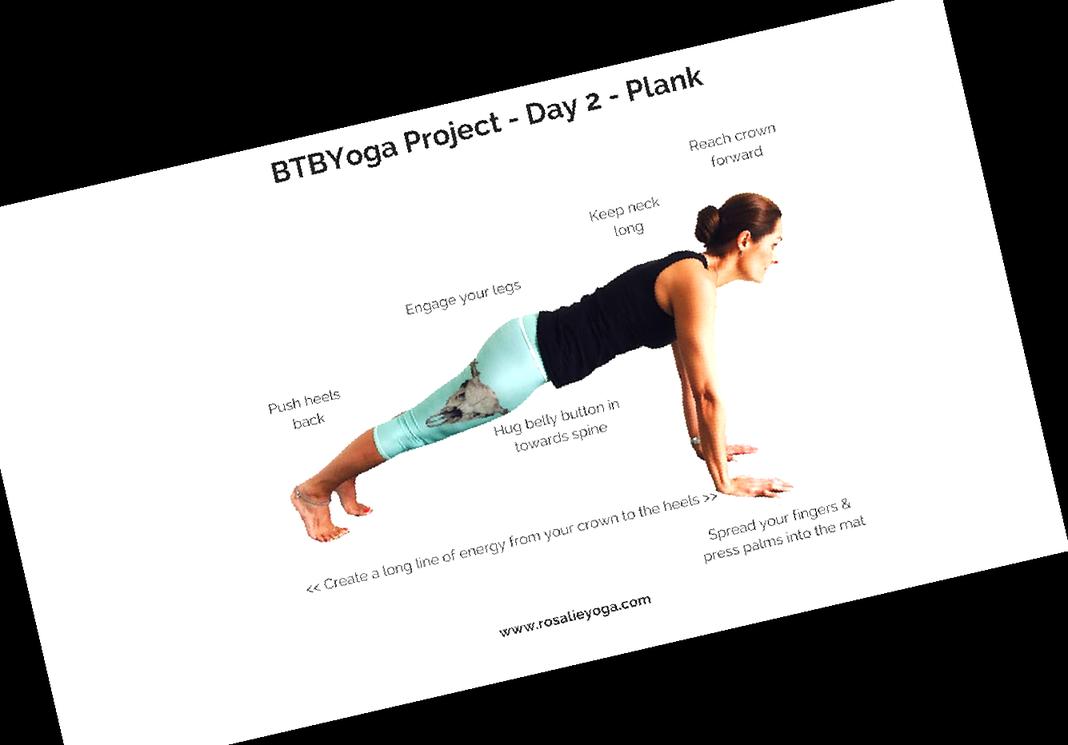 BTBYoga Project - Day 2 - Plank
Reach crown
forward
Keep neck
long
Engage your legs
Push heels
back
Hug belly button in
towards spine
<< Create a long line of energy from your crown to the heels >>
Spread your fingers &
press palms into the mat
www.rosalieyoga.com